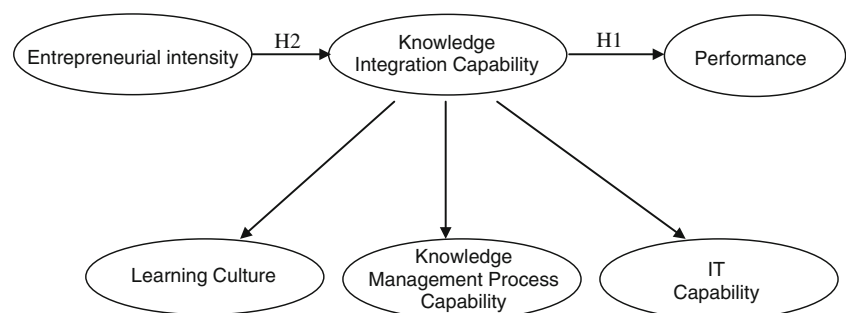 Entrepreneurial intensity
H2
Knowledge
Integration Capability
H1
Performance
Learning Culture
Knowledge
Management Process
Capability
IT
Capability